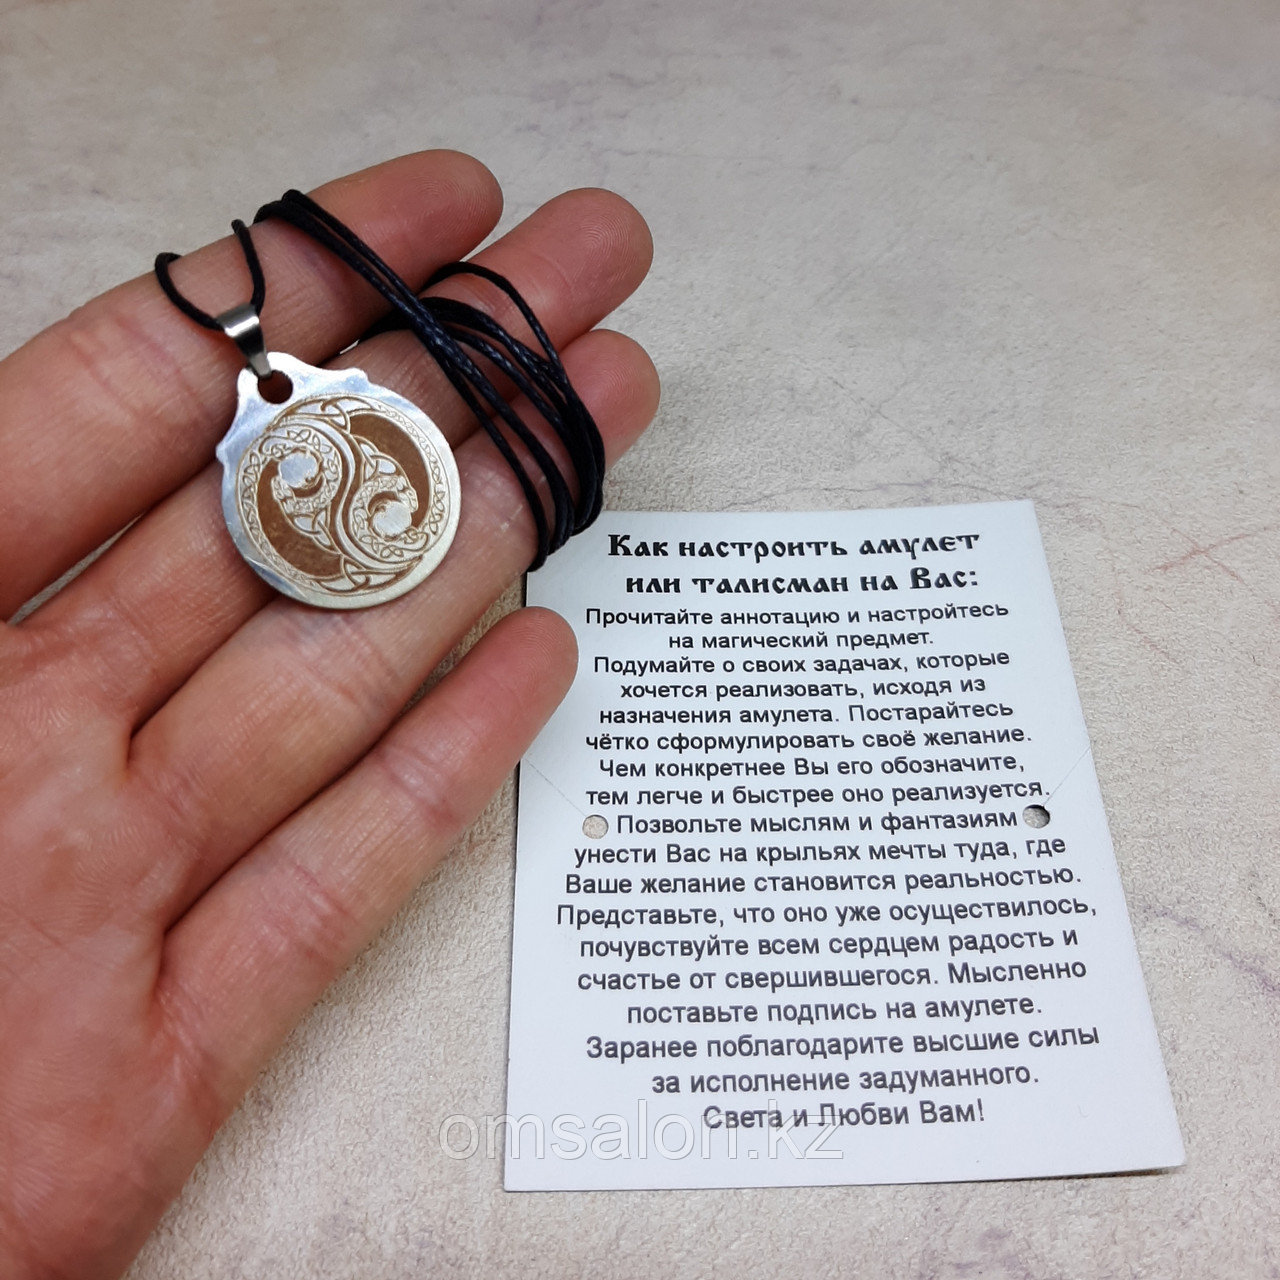 Как настроить амулет
или талисман на Вас:
Прочитайте аннотацию и настройтесь
на магический предмет.
Подумайте о своих задачах, которые
хочется реализовать, исходя из
назначения амулета. Постарайтесь
чётко сформулировать своё желание.
Чем конкретнее Вы его обозначите,
тем легче и быстрее оно реализуется.
Позвольте мыслям и фантазиям
унести Вас на крыльях мечты туда, где
Ваше желание становится реальностью.
Представьте, что оно уже осуществилось,
почувствуйте всем сердцем радость и
счастье от свершившегося. Мысленно
поставьте подпись на амулете.
Заранее поблагодарите высшие силы
за исполнение задуманного.
Света и Любви Вам!
omsalon.kz